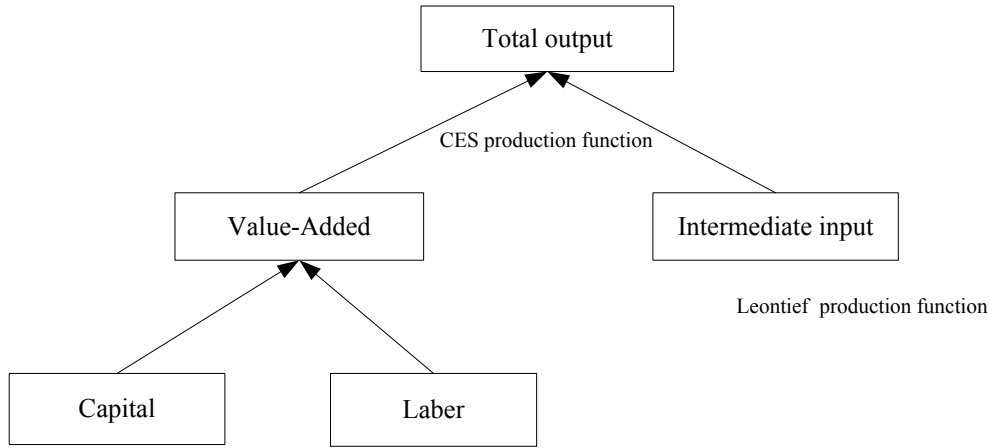 Total output
CES production function
Value-Added
Intermediate input
Leontief production function
Capital
Laber